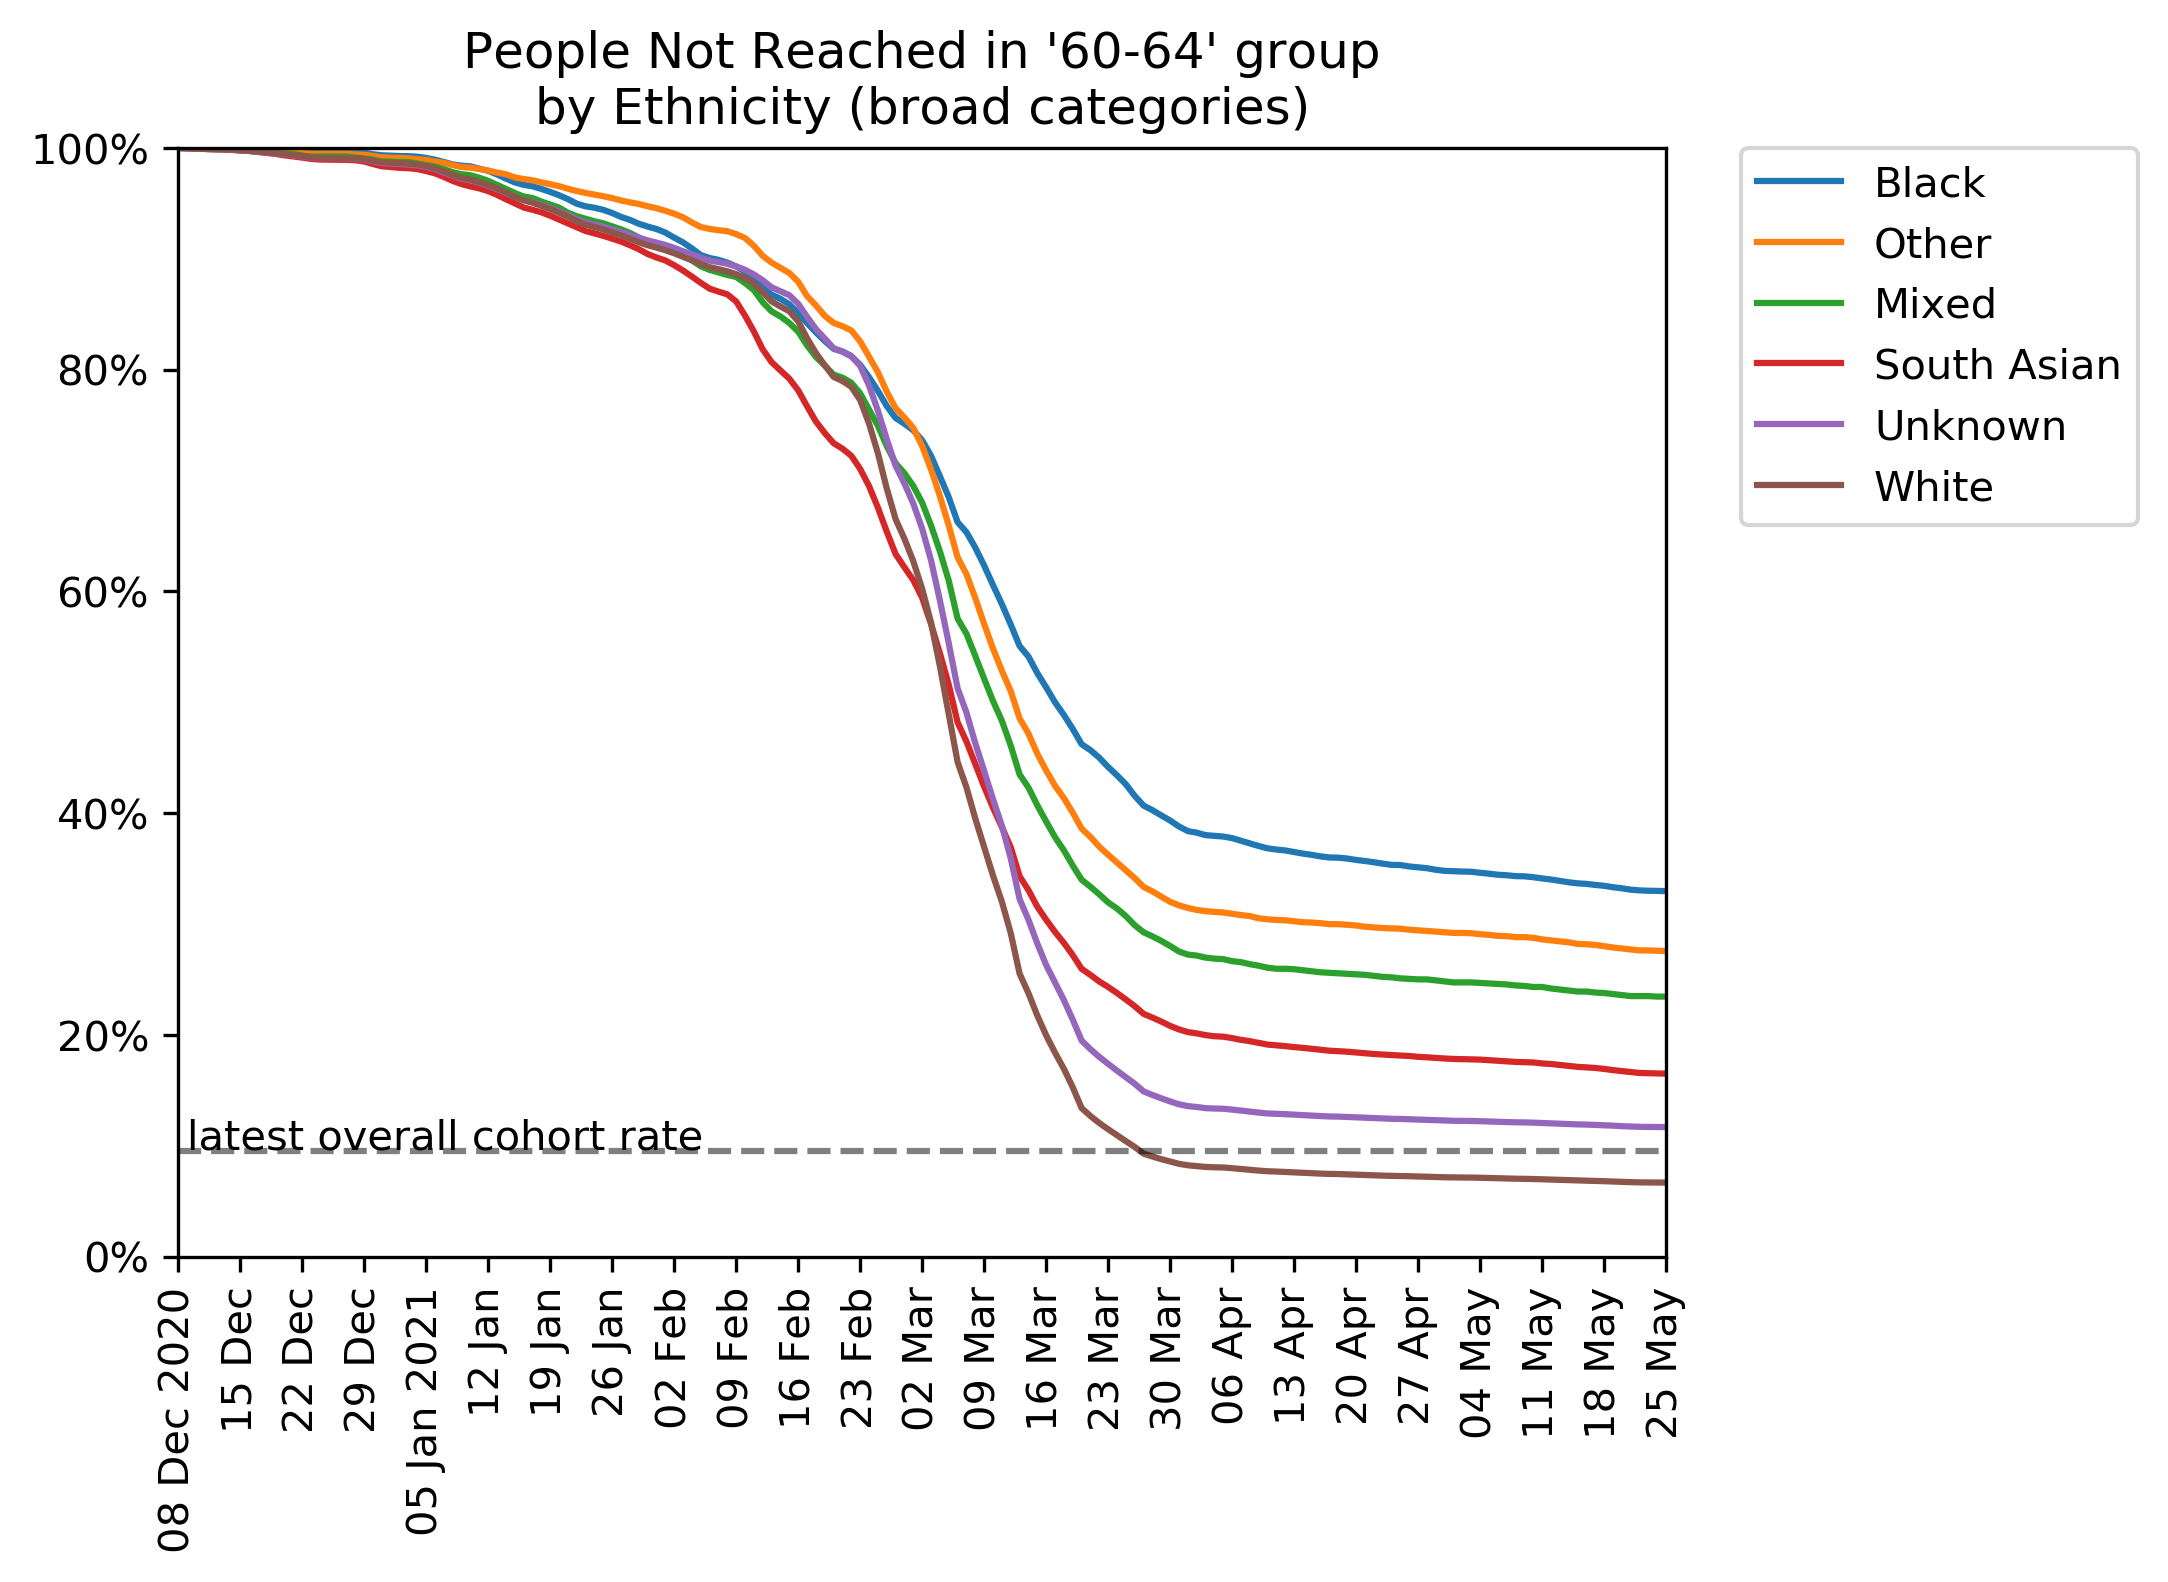 People Not Reached in '60-64' group
by Ethnicity (broad categories)
100%
80%
60%
40%
20%
0%
latest overall cohort rate
08 Dec 2020
15 Dec
22 Dec
29 Dec
05 Jan 2021
12 Jan
19 Jan
26 Jan
02 Feb
09 Feb
16 Feb
23 Feb
02 Mar
09 Mar
16 Mar
23 Mar
30 Mar
06 Apr
13 Apr
20 Apr
27 Apr
04 May
11 May
18 May
25 May
Black
Other
Mixed
South Asian
Unknown
White